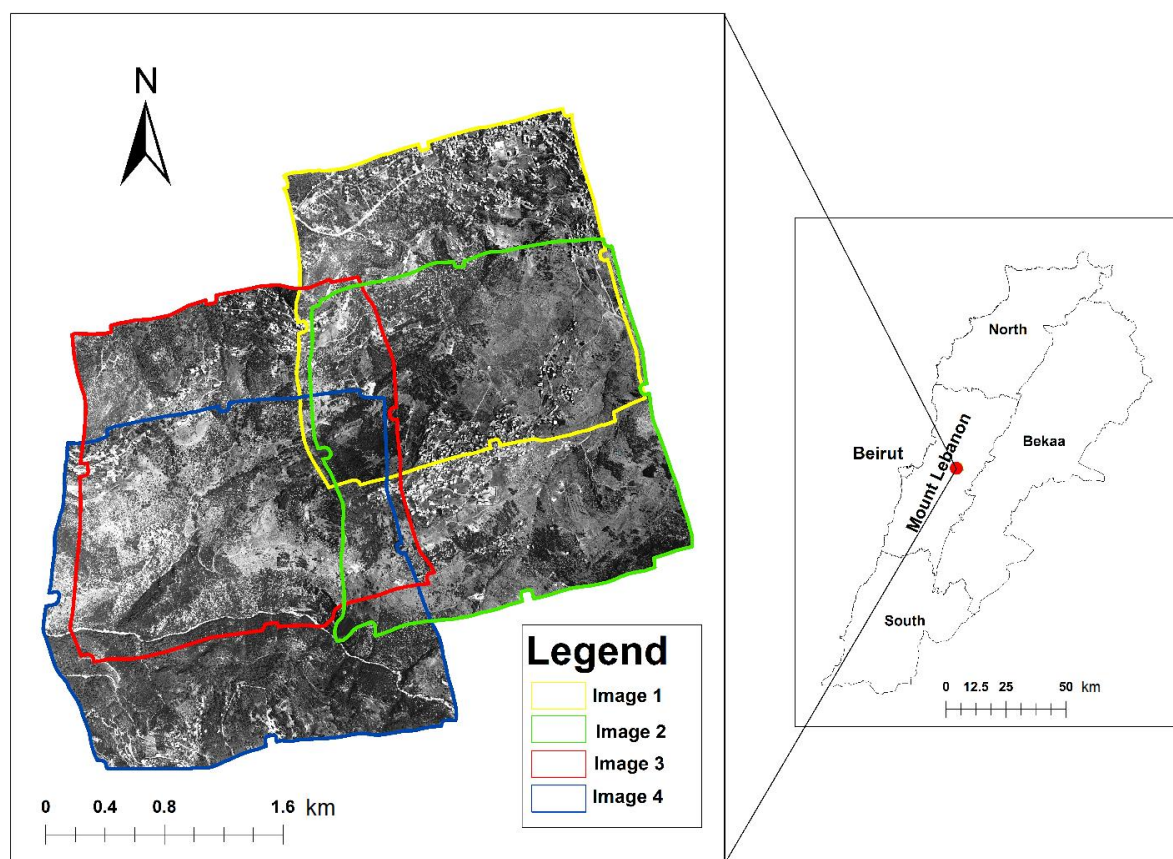 N
Legend
Image 1
Image 2
Image 3
Image 4
0 0.4 0.8 1.6 km
North
Beirut
Mount Lebanon
Bekaa
South
0 12.5 25 50 km